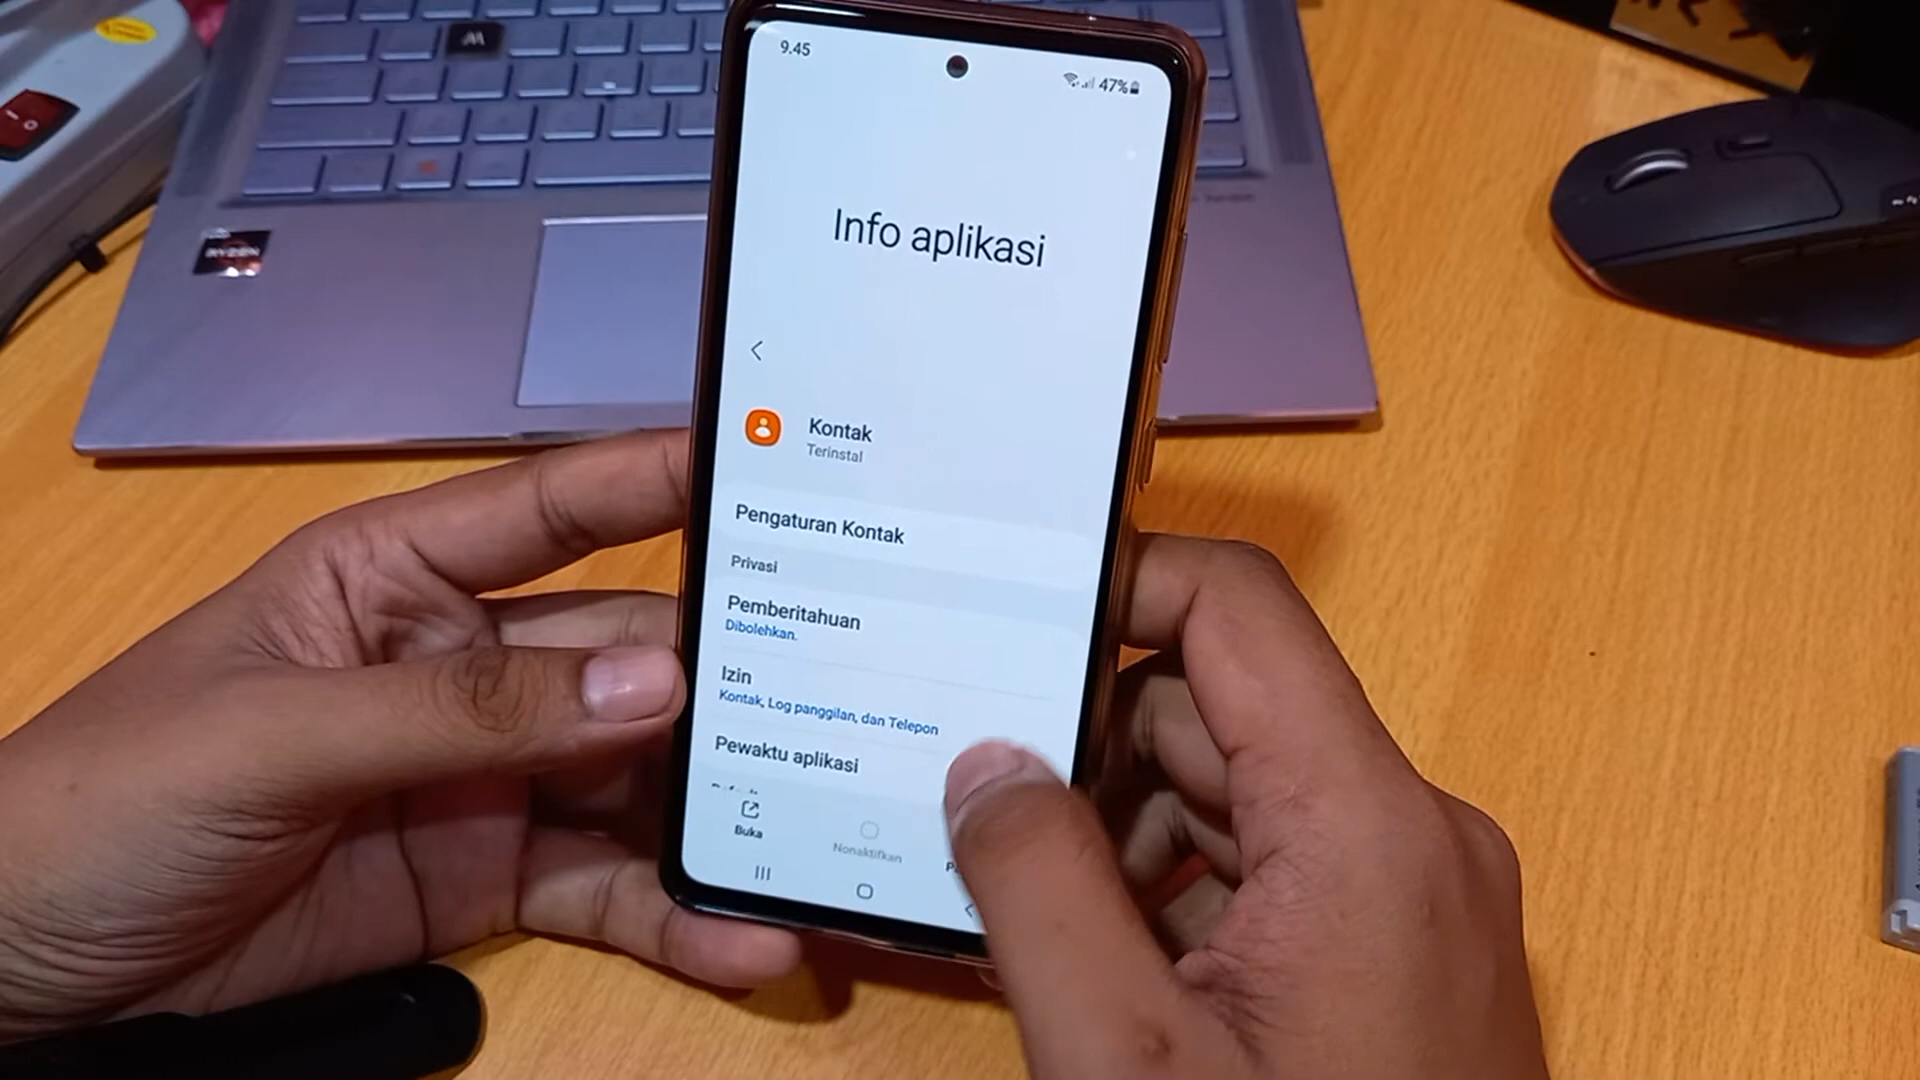 9.45
47%
Info aplikasi
Kontak
Terinstal
Pengaturan Kontak
Privasi
Pemberitahuan
Dibolehkan.
Izin
Kontak, Log panggilan, dan Telepon
Pewaktu aplikasi
Buka
Nonaktifkan
RYZEN
W